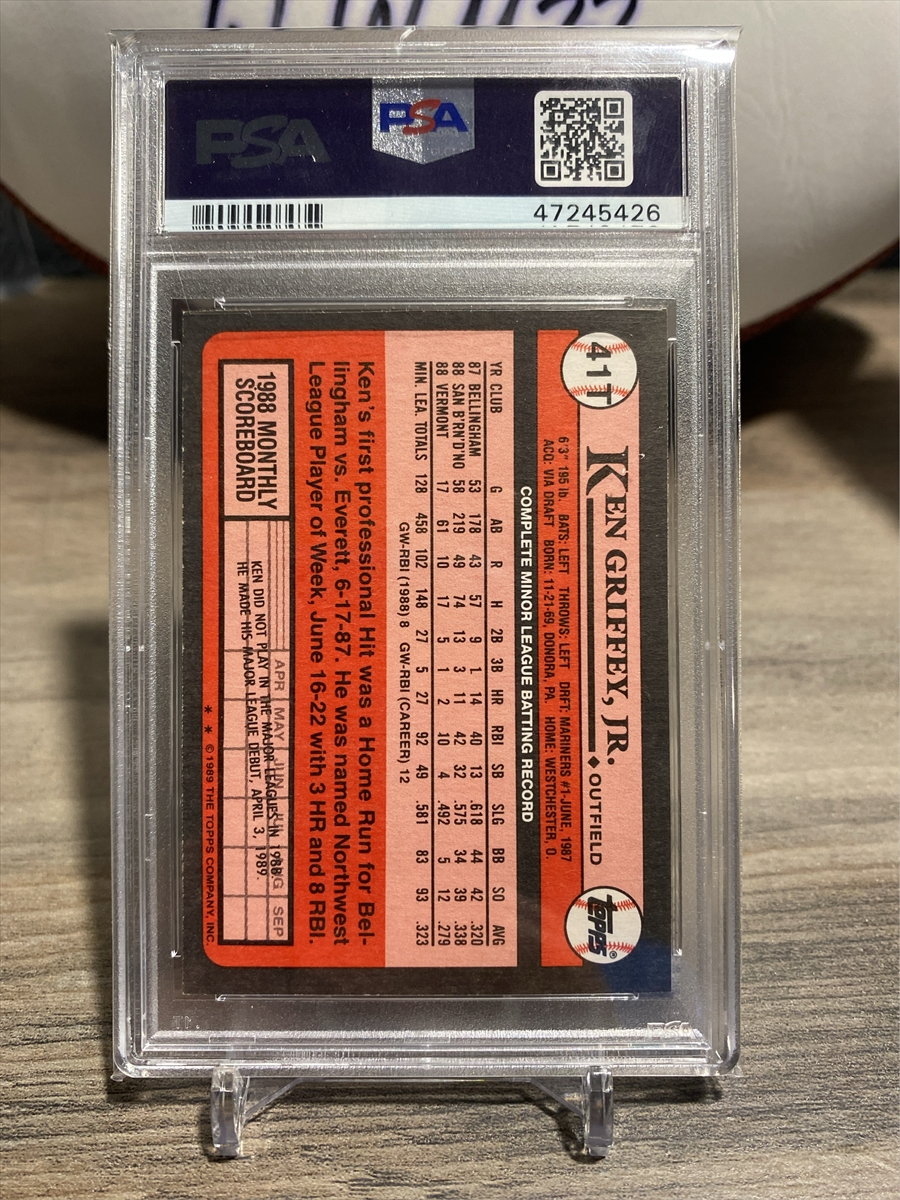 PSA
PSA
47245426
41T
KEN GRIFFEY, JR. ◆ OUTFIELD
topps®
6'3" 195 lb. BATS: LEFT THROWS: LEFT DRFT: MARINERS #1-JUNE, 1987
ACQ: VIA DRAFT BORN: 11-21-69, DONORA, PA. HOME: WESTCHESTER, O.
COMPLETE MINOR LEAGUE BATTING RECORD
YR CLUB G AB R H 2B 3B HR RBI SB SLG BB SO AVG
87 BELLINGHAM 53 178 43 57 9 1 14 40 13 .618 44 42 .320
88 SAN B'RN'D'NO 58 219 49 74 13 3 11 42 32 .575 34 39 .338
88 VERMONT 17 61 10 17 5 1 2 10 4 .492 5 12 .279
MIN. LEA. TOTALS 128 458 102 148 27 5 27 92 49 .581 83 93 .323
GW-RBI (1988) 8 GW-RBI (CAREER) 12
Ken's first professional Hit was a Home Run for Bel-
lingham vs. Everett, 6-17-87. He was named Northwest
League Player of Week, June 16-22 with 3 HR and 8 RBI.
1988 MONTHLY
SCOREBOARD
APR MAY JUN JUL AUG SEP
KEN DID NOT PLAY IN THE MAJOR LEAGUES IN 1988.
HE MADE HIS MAJOR LEAGUE DEBUT, APRIL 3, 1989.
** © 1989 THE TOPPS COMPANY, INC.